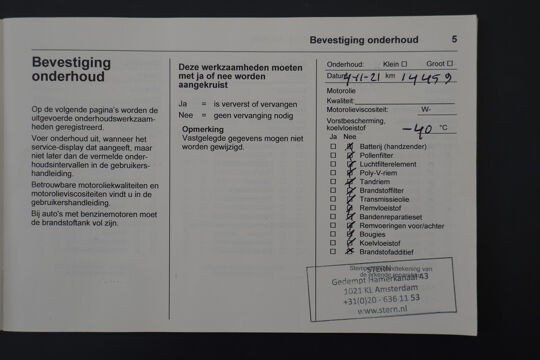 Bevestiging onderhoud 5
Bevestiging
onderhoud
Op de volgende pagina's worden de
uitgevoerde onderhoudswerkzaam-
heden geregistreerd.
Voer onderhoud uit, wanneer het
service-display dat aangeeft, maar
niet later dan de vermelde onder-
houdsintervallen in de gebruikers-
handleiding.
Betrouwbare motoroliekwaliteiten en
motorolieviscositeiten vindt u in de
gebruikershandleiding.
Bij auto's met benzinemotoren moet
de brandstoftank vol zijn.
Deze werkzaamheden moeten
met ja of nee worden
aangekruist
Ja = is ververst of vervangen
Nee = geen vervanging nodig
Opmerking
Vastgelegde gegevens mogen niet
worden gewijzigd.
Onderhoud: Klein ☐ Groot ☐
Datum 4-11-21 km 14459
Motorolie
Kwaliteit:
Motorolieviscositeit: W-
Vorstbescherming,
koelvloeistof -40 °C
Ja Nee
Batterij (handzender)
Pollenfilter
Luchtfilterelement
Poly-V-riem
Tandriem
Brandstoffilter
Transmissieolie
Remvloeistof
Bandenreparatieset
Remvoeringen voor/achter
Bougies
Koelvloeistof
Brandstofadditief
STERN
Gedempt Hamerkanaal 43
1021 KL Amsterdam
+31(0)20 - 636 11 53
www.stern.nl